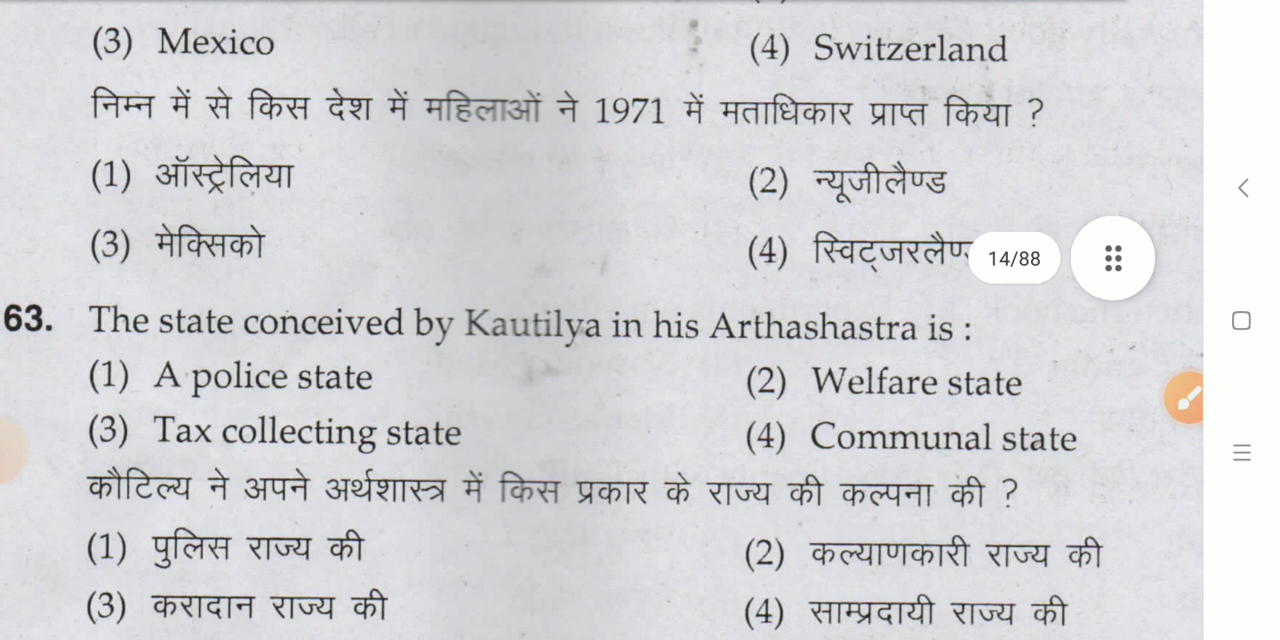 (3) Mexico (4) Switzerland
निम्न में से किस देश में महिलाओं ने 1971 में मताधिकार प्राप्त किया ?
(1) ऑस्ट्रेलिया (2) न्यूजीलैण्ड
(3) मेक्सिको (4)
14/88
63. The state conceived by Kautilya in his Arthashastra is :
(1) A police state (2) Welfare state
(3) Tax collecting state (4) Communal state
कौटिल्य ने अपने अर्थशास्त्र में किस प्रकार के राज्य की कल्पना की ?
(1) पुलिस राज्य की (2) कल्याणकारी राज्य की
(3) करादान राज्य की (4) साम्प्रदायी राज्य की